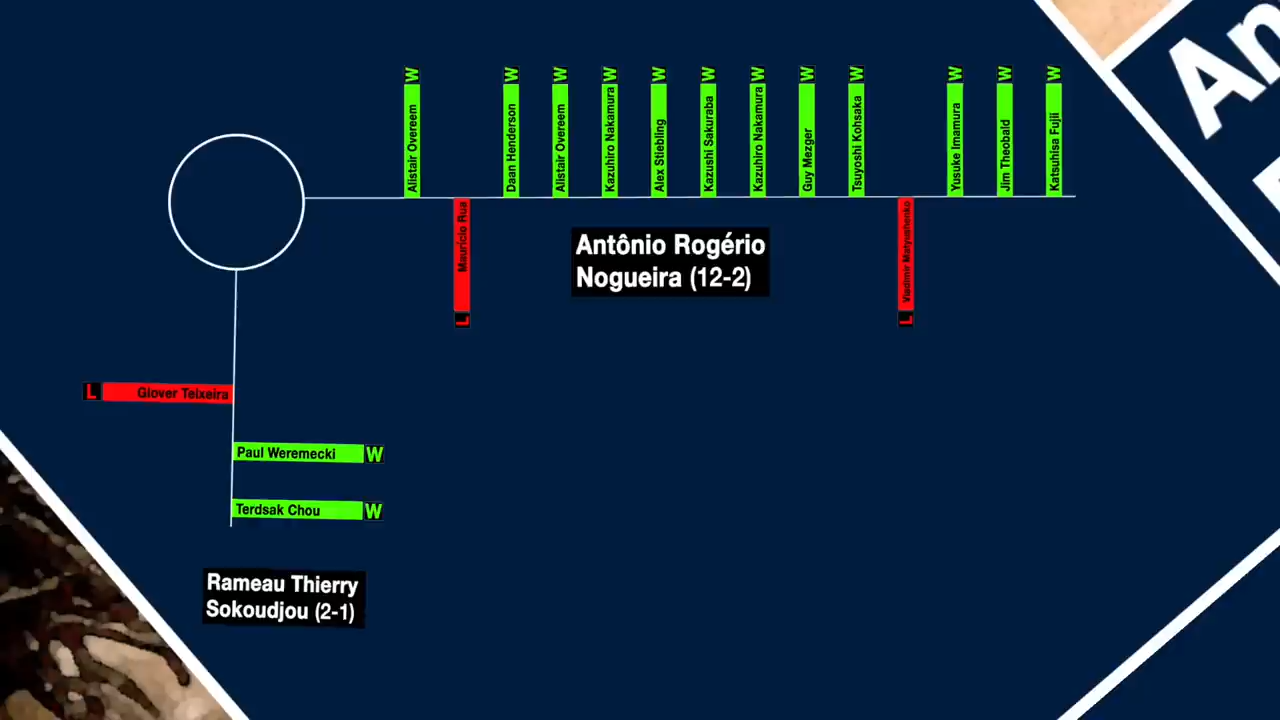 An
W
Alistair Overeem
Maurício Rua
L
W
Daan Henderson
W
Alistair Overeem
W
Kazuhiro Nakamura
W
Alex Stiebling
W
Kazushi Sakuraba
W
Kazuhiro Nakamura
W
Guy Mezger
W
Tsuyoshi Kohsaka
Vladimir Matyushenko
L
W
Yusuke Imamura
W
Jim Theobald
W
Katsuhisa Fujii
Antônio Rogério
Nogueira (12-2)
L Glover Teixeira
Paul Weremecki W
Terdsak Chou W
Rameau Thierry
Sokoudjou (2-1)